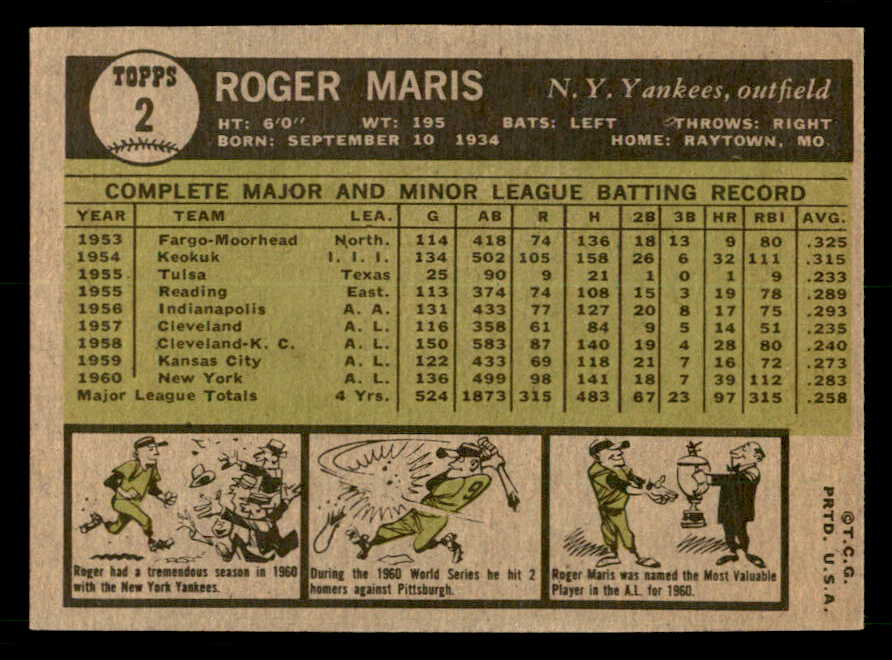 TOPPS
2
ROGER MARIS
N. Y. Yankees, outfield
HT: 6'0" WT: 195 BATS: LEFT THROWS: RIGHT
BORN: SEPTEMBER 10 1934 HOME: RAYTOWN, MO.
COMPLETE MAJOR AND MINOR LEAGUE BATTING RECORD
YEAR TEAM LEA. G AB R H 2B 3B HR RBI AVG.
1953 Fargo-Moorhead North. 114 418 74 136 18 13 9 80 .325
1954 Keokuk I. I. I. 134 502 105 158 26 6 32 111 .315
1955 Tulsa Texas 25 90 9 21 1 0 1 9 .233
1955 Reading East. 113 374 74 108 15 3 19 78 .289
1956 Indianapolis A. A. 131 433 77 127 20 8 17 75 .293
1957 Cleveland A. L. 116 358 61 84 9 5 14 51 .235
1958 Cleveland-K. C. A. L. 150 583 87 140 19 4 28 80 .240
1959 Kansas City A. L. 122 433 69 118 21 7 16 72 .273
1960 New York A. L. 136 499 98 141 18 7 39 112 .283
Major League Totals 4 Yrs. 524 1873 315 483 67 23 97 315 .258
9
Roger had a tremendous season in 1960
with the New York Yankees.
During the 1960 World Series he hit 2
homers against Pittsburgh.
Roger Maris was named the Most Valuable
Player in the A.L. for 1960.
©T.C.G.
PRTD. U.S.A.